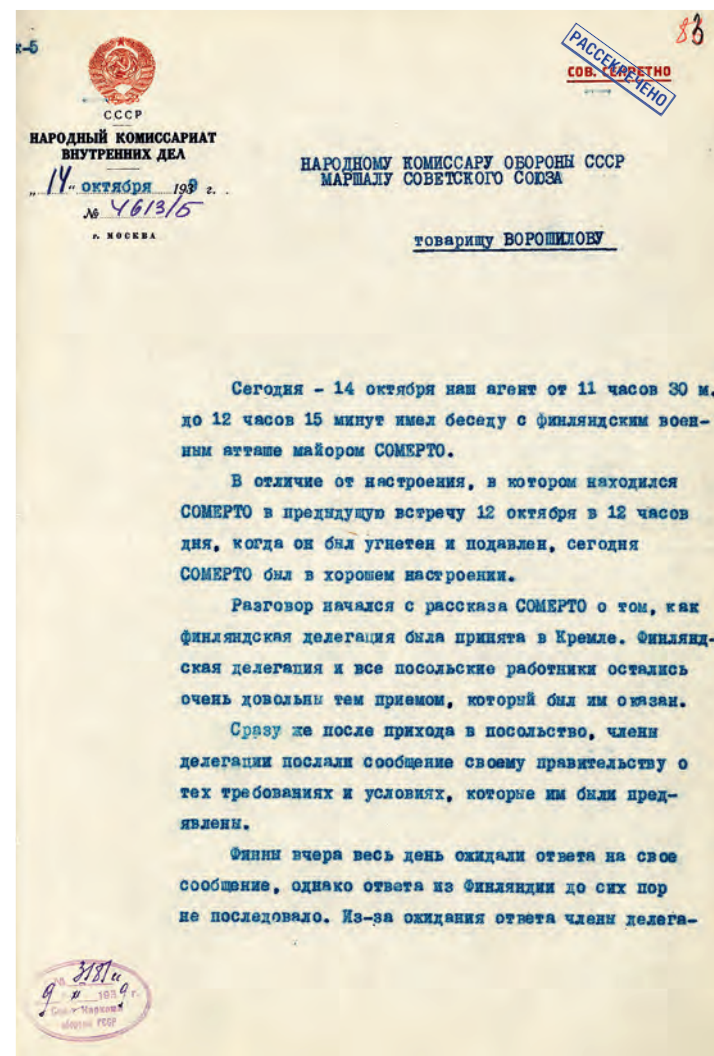 к-5
83
РАССЕКРЕЧЕНО
СОВ. СЕКРЕТНО
СССР
НАРОДНЫЙ КОМИССАРИАТ
ВНУТРЕННИХ ДЕЛ
„14" октября 1939 г.
№ 4613/Б
г. МОСКВА
НАРОДНОМУ КОМИССАРУ ОБОРОНЫ СССР
МАРШАЛУ СОВЕТСКОГО СОЮЗА
товарищу ВОРОШИЛОВУ
Сегодня - 14 октября наш агент от 11 часов 30 м.
до 12 часов 15 минут имел беседу с финляндским воен-
ным атташе майором СОМЕРТО.
В отличие от настроения, в котором находился
СОМЕРТО в предыдущую встречу 12 октября в 12 часов
дня, когда он был угнетен и подавлен, сегодня
СОМЕРТО был в хорошем настроении.
Разговор начался с рассказа СОМЕРТО о том, как
финляндская делегация была принята в Кремле. Финлянд-
ская делегация и все посольские работники остались
очень довольны тем приемом, который был им оказан.
Сразу же после прихода в посольство, члены
делегации послали сообщение своему правительству о
тех требованиях и условиях, которые им были пред-
явлены.
Финны вчера весь день ожидали ответа на свое
сообщение, однако ответа из Финляндии до сих пор
не последовало. Из-за ожидания ответа члены делега-
№ 3181
1939 г.
обороны СССР